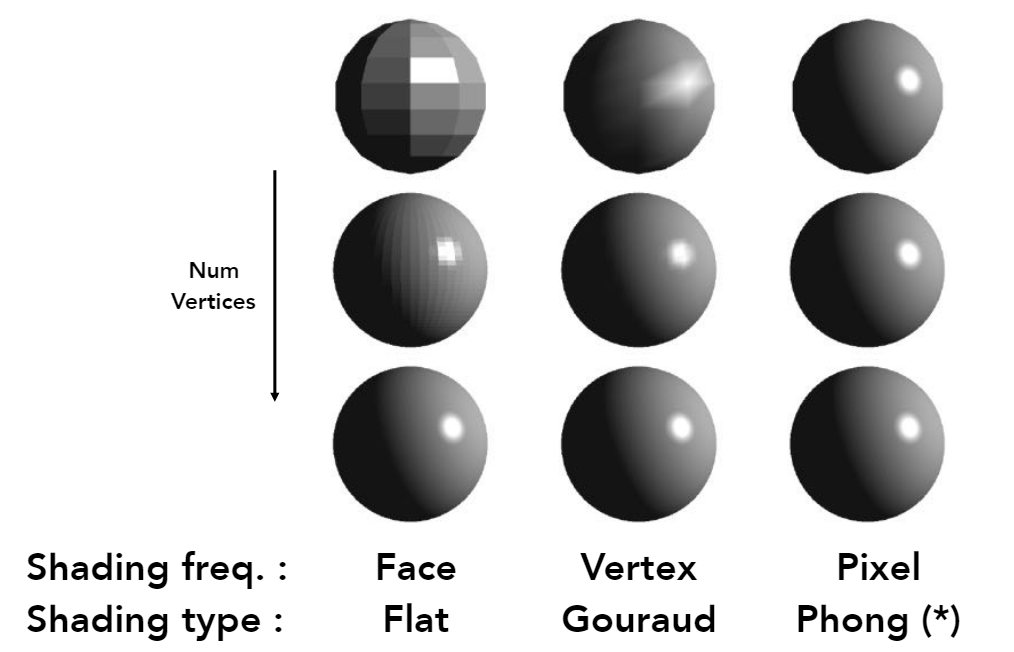 Num
Vertices
Shading freq. : Face Vertex Pixel
Shading type : Flat Gouraud Phong (*)